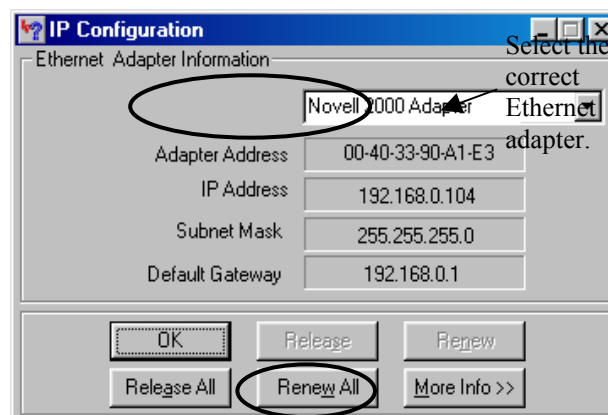 IP Configuration
Ethernet Adapter Information
Select the
correct
Ethernet
adapter.
Novell 2000 Adapter
Adapter Address 00-40-33-90-A1-E3
IP Address 192.168.0.104
Subnet Mask 255.255.255.0
Default Gateway 192.168.0.1
OK Release Renew
Release All Renew All More Info >>